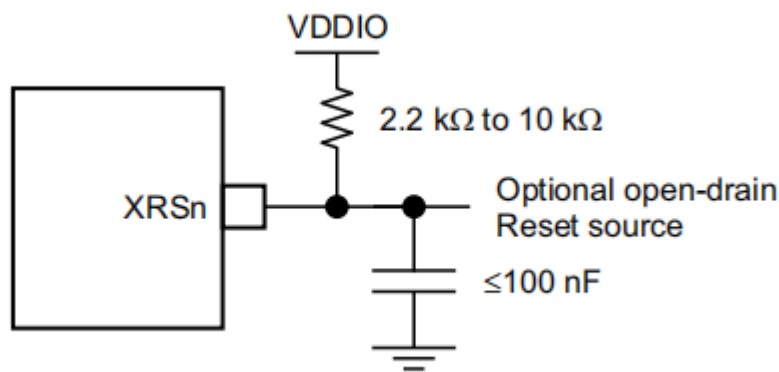 VDDIO
2.2 kΩ to 10 kΩ
XRSn
Optional open-drain
Reset source
≤100 nF